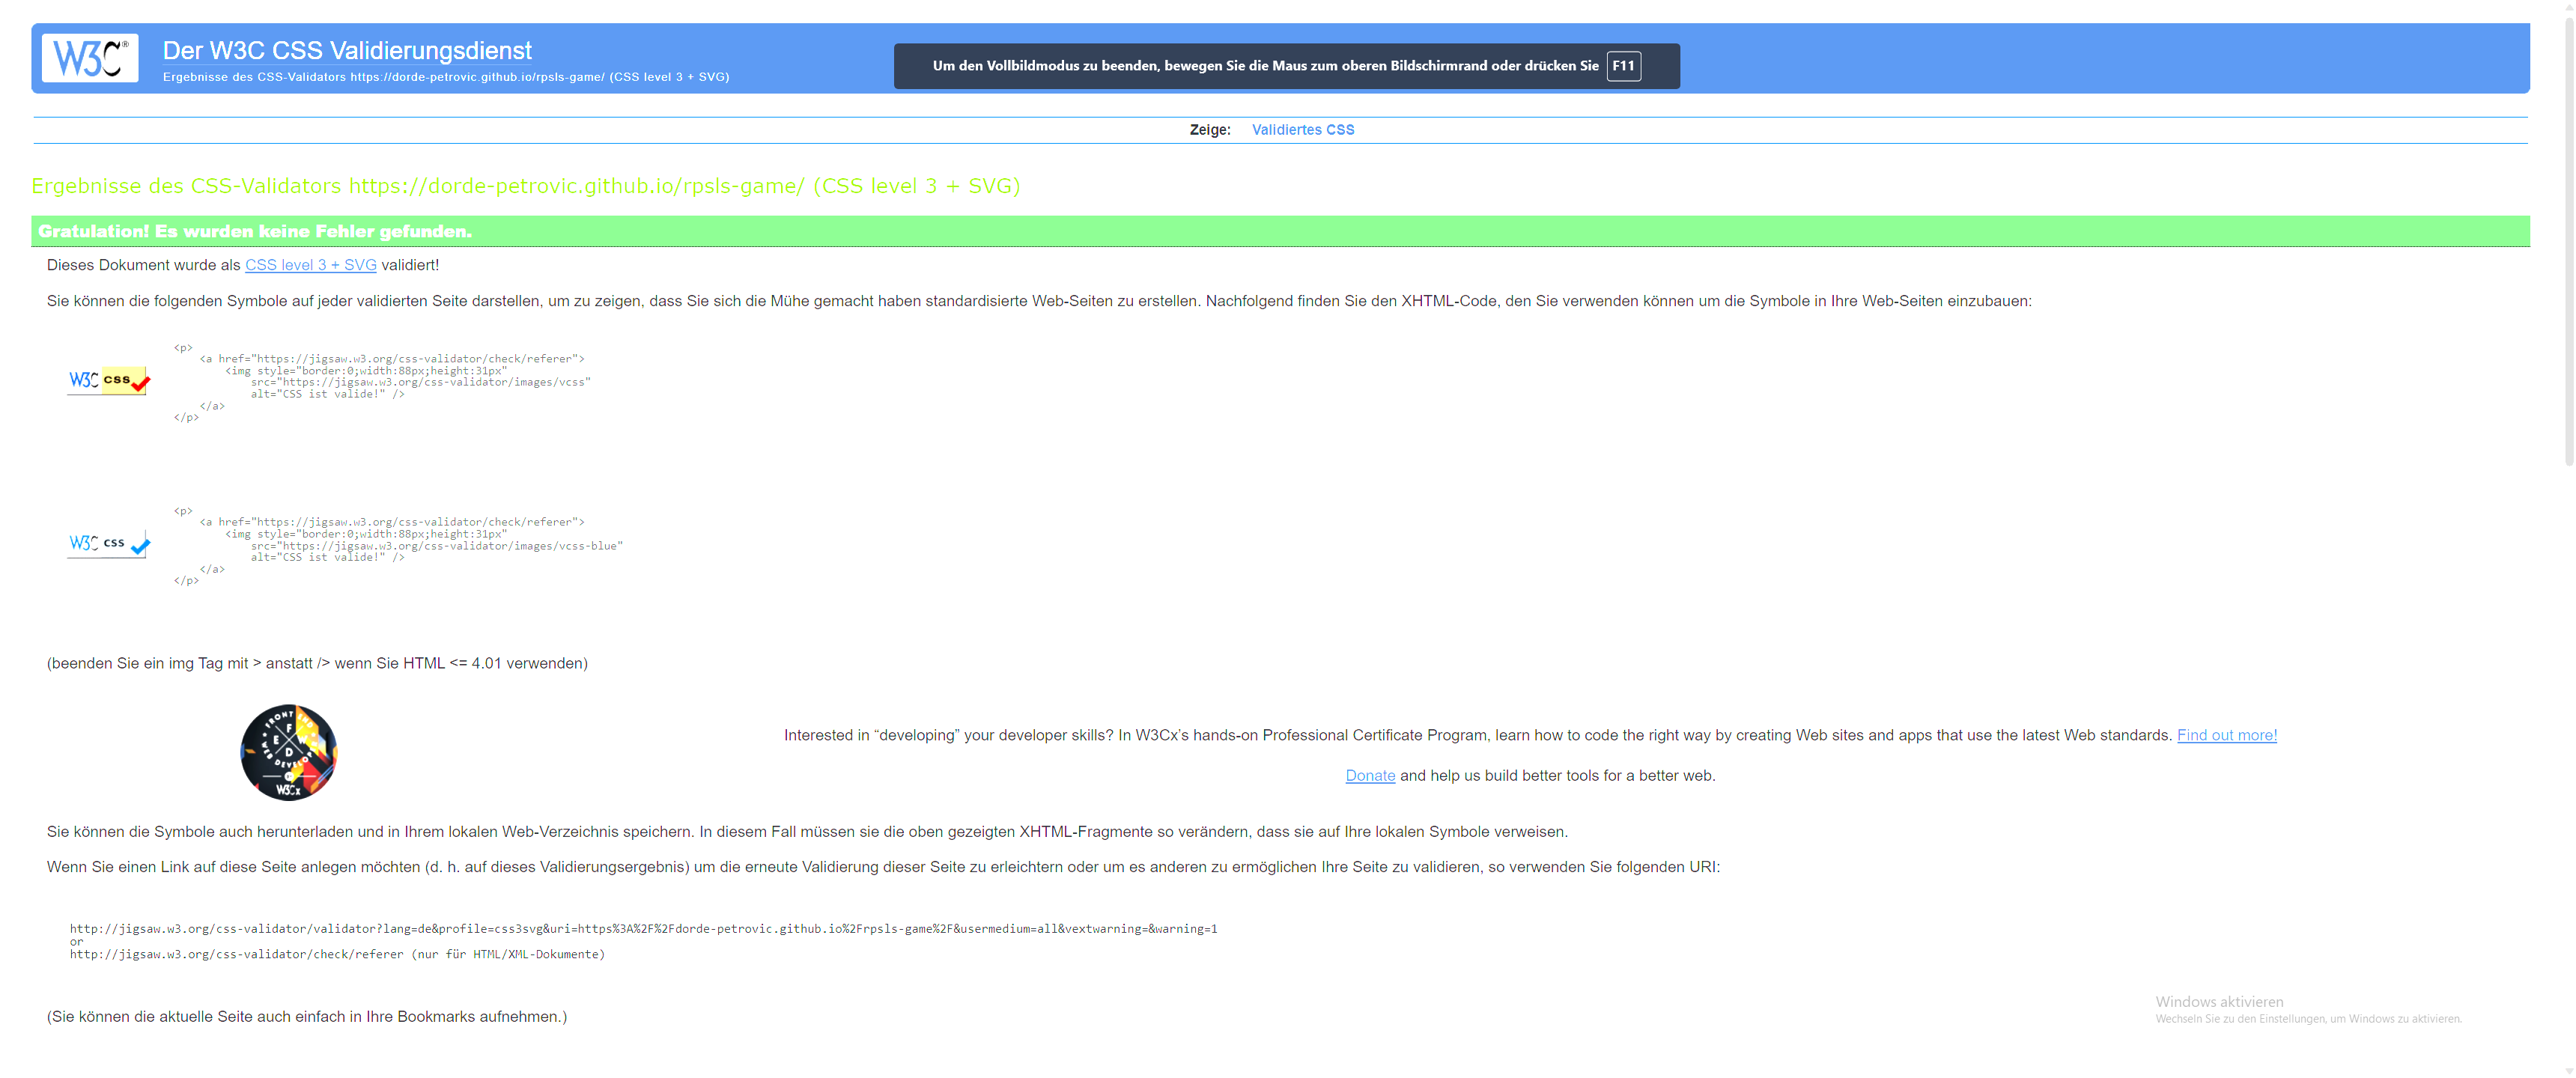 W3C®
Der W3C CSS Validierungsdienst
Ergebnisse des CSS-Validators https://dorde-petrovic.github.io/rpsls-game/ (CSS level 3 + SVG)
Um den Vollbildmodus zu beenden, bewegen Sie die Maus zum oberen Bildschirmrand oder drücken Sie F11
Zeige: Validiertes CSS
Ergebnisse des CSS-Validators https://dorde-petrovic.github.io/rpsls-game/ (CSS level 3 + SVG)
Gratulation! Es wurden keine Fehler gefunden.
Dieses Dokument wurde als CSS level 3 + SVG validiert!
Sie können die folgenden Symbole auf jeder validierten Seite darstellen, um zu zeigen, dass Sie sich die Mühe gemacht haben standardisierte Web-Seiten zu erstellen. Nachfolgend finden Sie den XHTML-Code, den Sie verwenden können um die Symbole in Ihre Web-Seiten einzubauen:
W3C css
<p>
<a href="https://jigsaw.w3.org/css-validator/check/referer">
<img style="border:0;width:88px;height:31px"
src="https://jigsaw.w3.org/css-validator/images/vcss"
alt="CSS ist valide!" />
</a>
</p>
W3C css
<p>
<a href="https://jigsaw.w3.org/css-validator/check/referer">
<img style="border:0;width:88px;height:31px"
src="https://jigsaw.w3.org/css-validator/images/vcss-blue"
alt="CSS ist valide!" />
</a>
</p>
(beenden Sie ein img Tag mit > anstatt /> wenn Sie HTML <= 4.01 verwenden)
FRONT END
F
E W
D
WEB DEVELOP
W3Cx
Interested in “developing” your developer skills? In W3Cx’s hands-on Professional Certificate Program, learn how to code the right way by creating Web sites and apps that use the latest Web standards. Find out more!
Donate and help us build better tools for a better web.
Sie können die Symbole auch herunterladen und in Ihrem lokalen Web-Verzeichnis speichern. In diesem Fall müssen sie die oben gezeigten XHTML-Fragmente so verändern, dass sie auf Ihre lokalen Symbole verweisen.
Wenn Sie einen Link auf diese Seite anlegen möchten (d. h. auf dieses Validierungsergebnis) um die erneute Validierung dieser Seite zu erleichtern oder um es anderen zu ermöglichen Ihre Seite zu validieren, so verwenden Sie folgenden URI:
http://jigsaw.w3.org/css-validator/validator?lang=de&profile=css3svg&uri=https%3A%2F%2Fdorde-petrovic.github.io%2Frpsls-game%2F&usermedium=all&vextwarning=&warning=1
or
http://jigsaw.w3.org/css-validator/check/referer (nur für HTML/XML-Dokumente)
(Sie können die aktuelle Seite auch einfach in Ihre Bookmarks aufnehmen.)
Windows aktivieren
Wechseln Sie zu den Einstellungen, um Windows zu aktivieren.